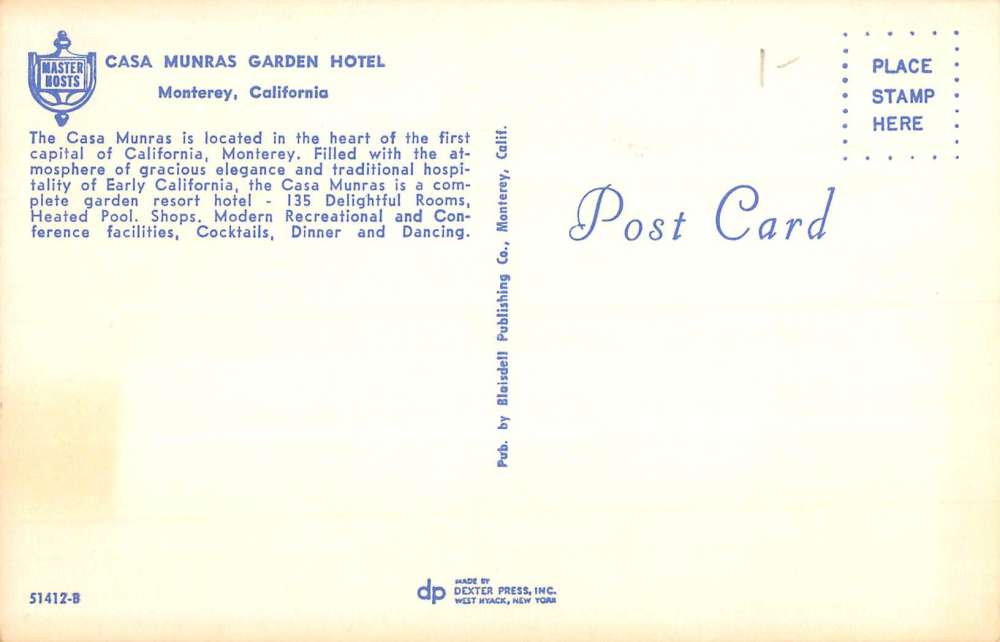 MASTER
HOSTS
CASA MUNRAS GARDEN HOTEL
Monterey, California
The Casa Munras is located in the heart of the first
capital of California, Monterey. Filled with the at-
mosphere of gracious elegance and traditional hospi-
tality of Early California, the Casa Munras is a com-
plete garden resort hotel - 135 Delightful Rooms,
Heated Pool. Shops. Modern Recreational and Con-
ference facilities, Cocktails, Dinner and Dancing.
Pub. by Blaisdell Publishing Co., Monterey, Calif.
PLACE
STAMP
HERE
Post Card
51412-B
dp
MADE BY
DEXTER PRESS, INC.
WEST NYACK, NEW YORK